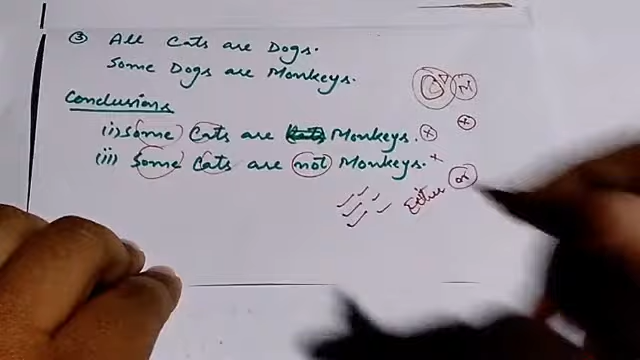 ③ All Cats are Dogs.
Some Dogs are Monkeys.
Conclusions
(i) Some Cats are Monkeys.
(ii) Some Cats are not Monkeys.
Either or
C D M